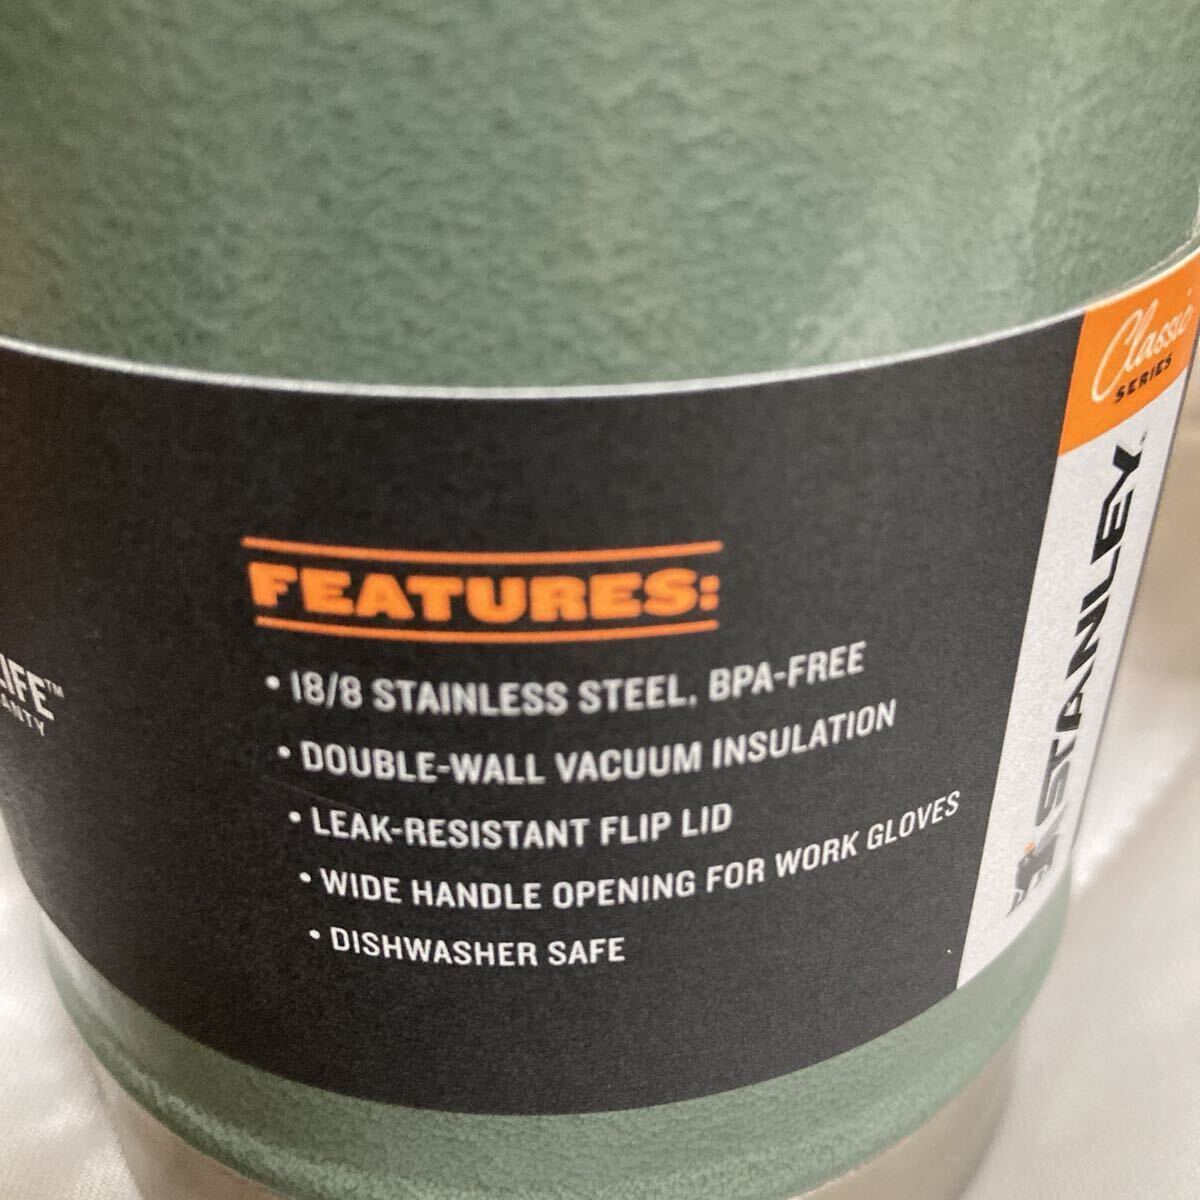 FEATURES:
• 18/8 STAINLESS STEEL, BPA-FREE
• DOUBLE-WALL VACUUM INSULATION
• LEAK-RESISTANT FLIP LID
• WIDE HANDLE OPENING FOR WORK GLOVES
• DISHWASHER SAFE
Classic
SERIES
STANLEY